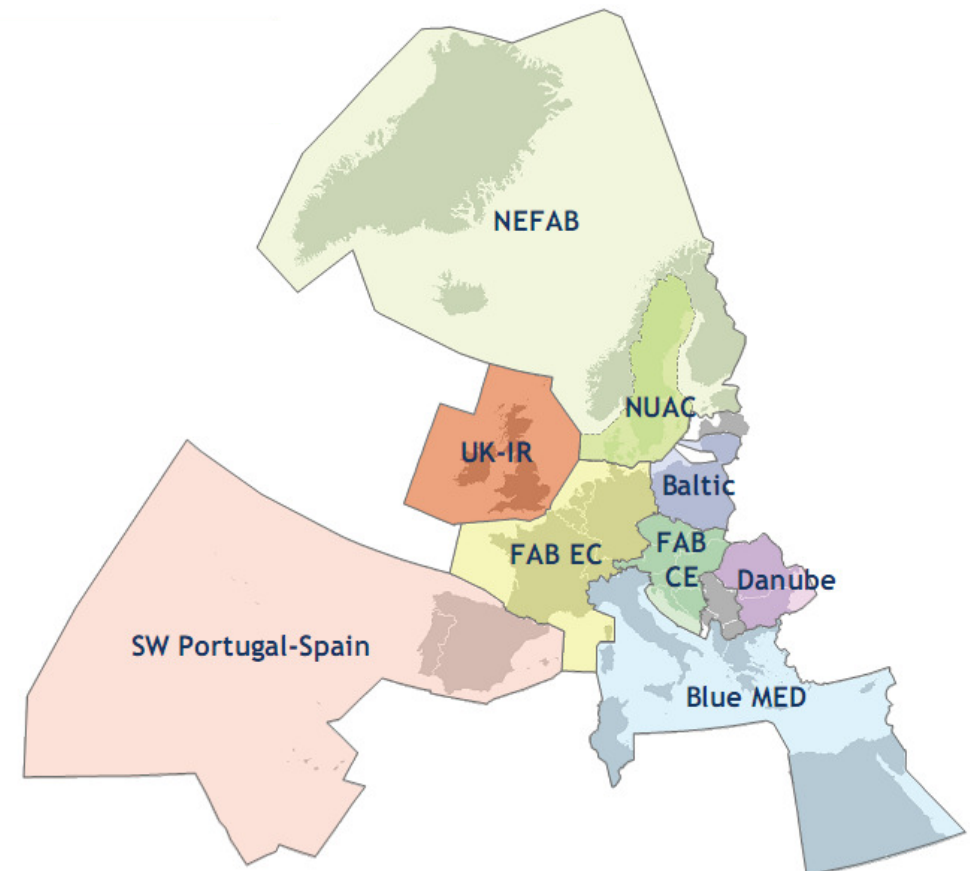 NEFAB
NUAC
UK-IR
Baltic
FAB EC
FAB
CE
Danube
SW Portugal-Spain
Blue MED